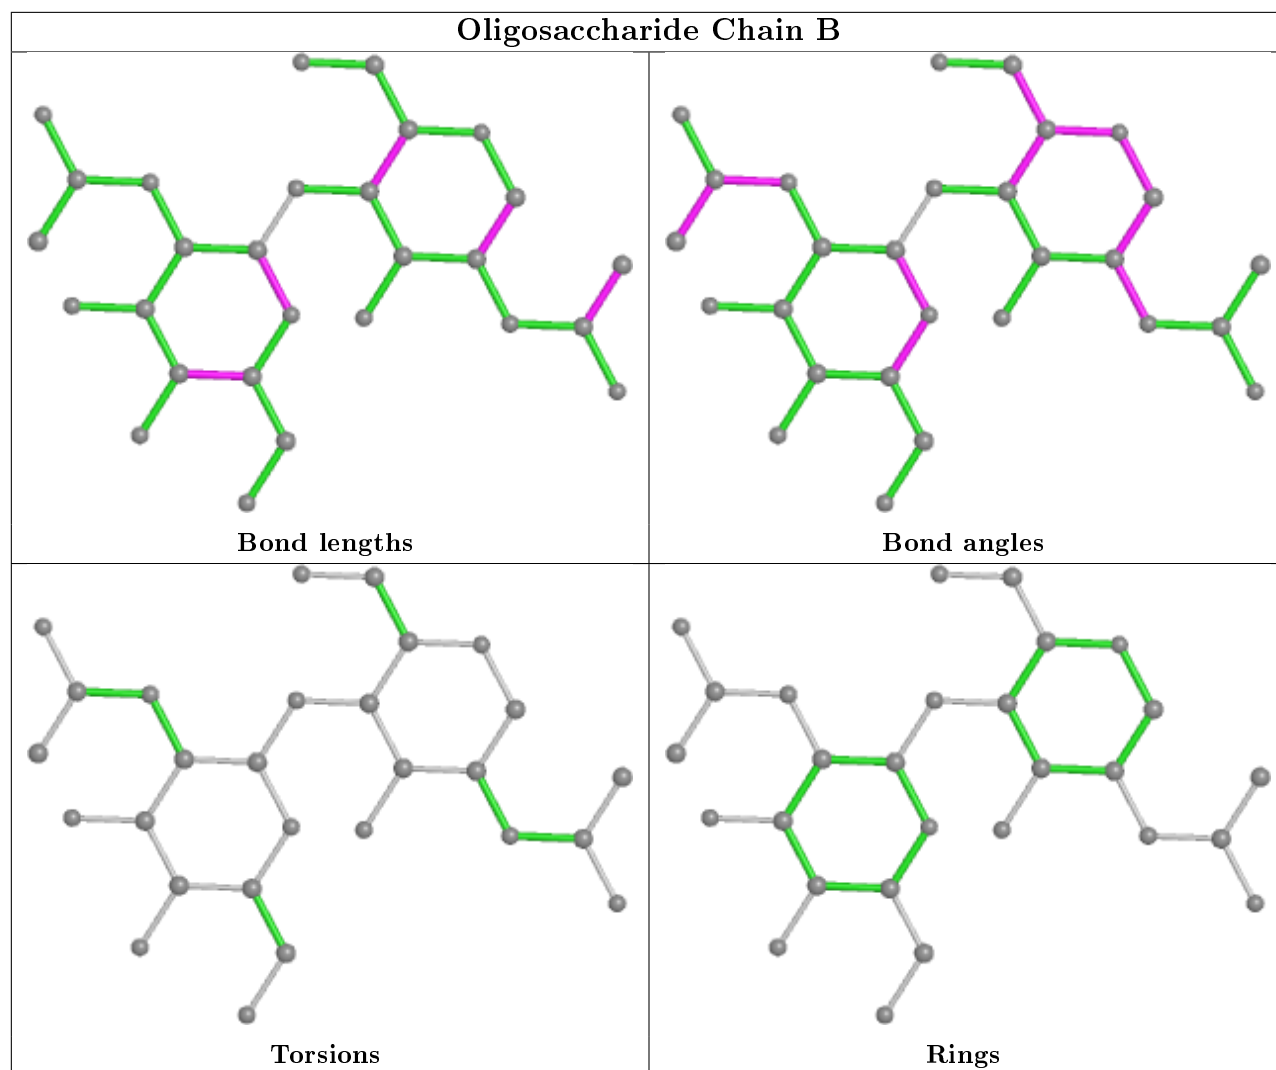 Oligosaccharide Chain B
Bond lengths
Bond angles
Torsions
Rings